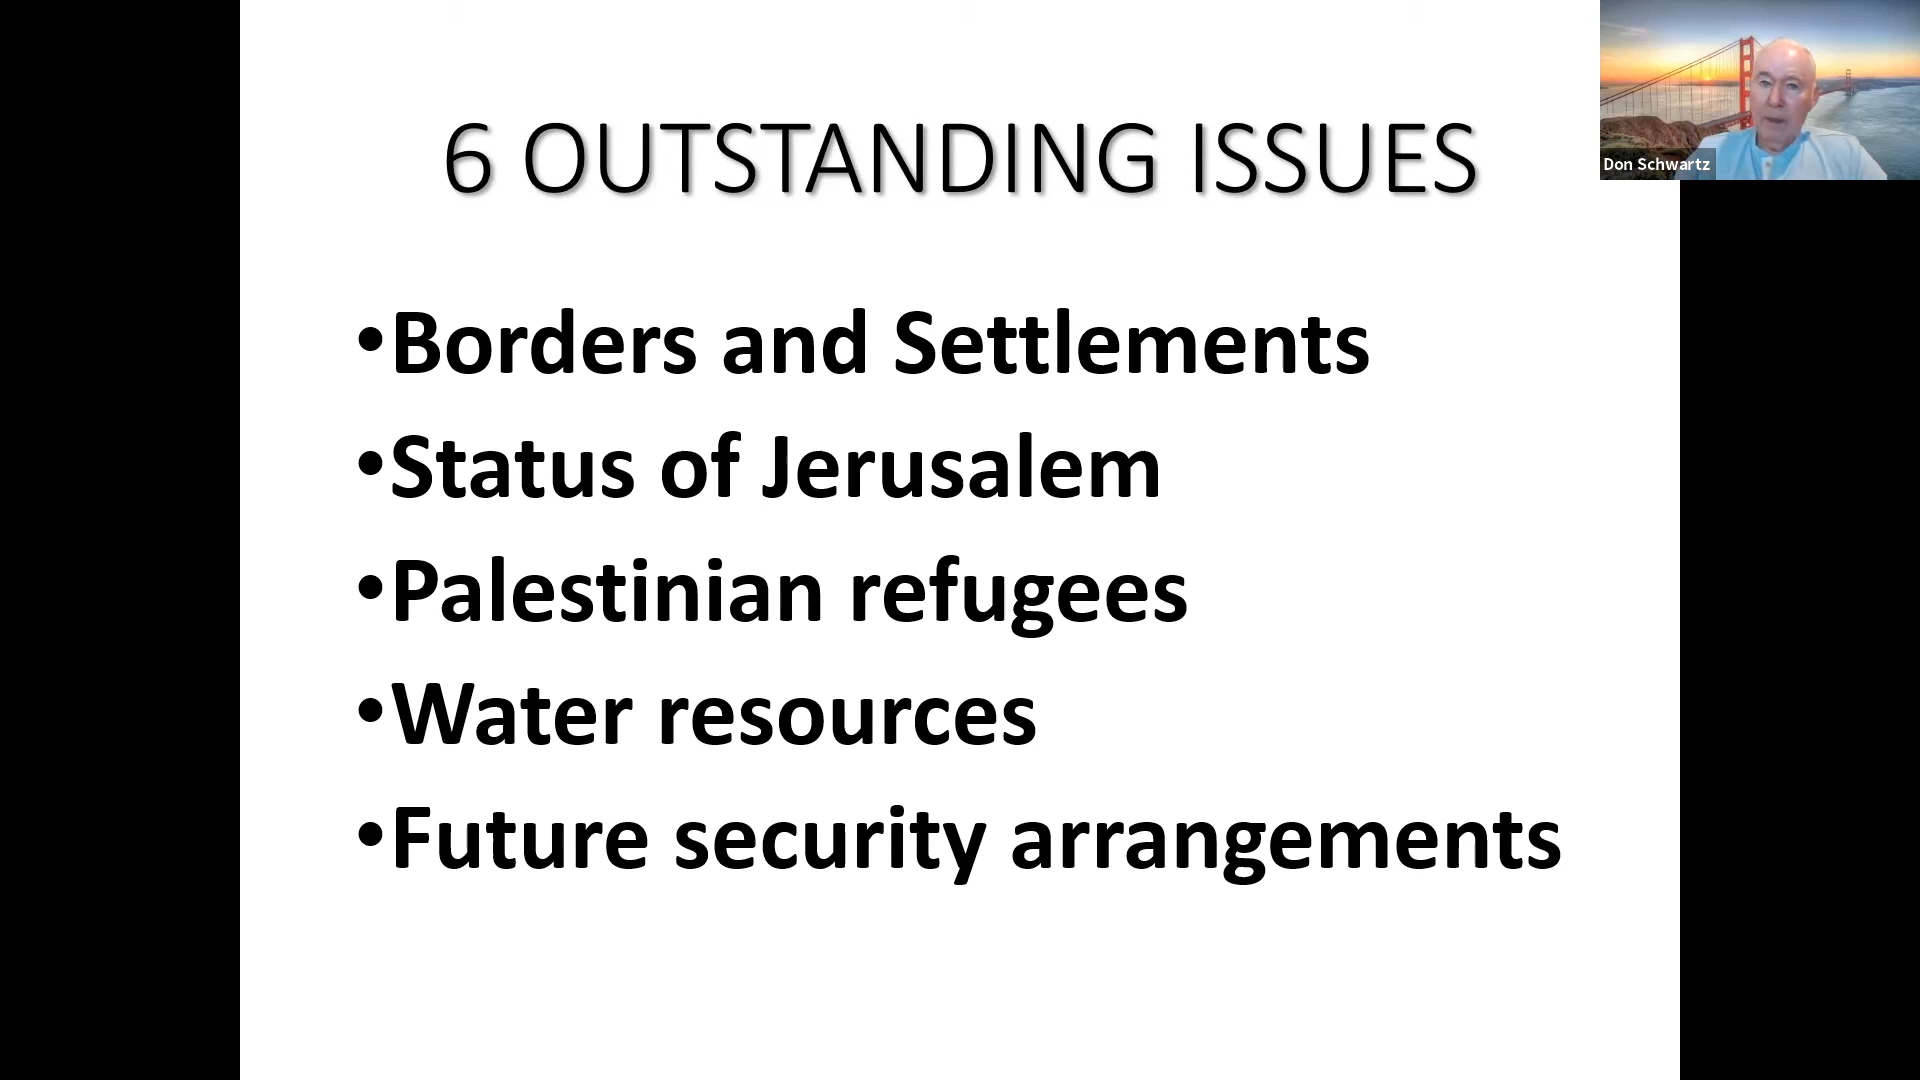 6 OUTSTANDING ISSUES
•Borders and Settlements
•Status of Jerusalem
•Palestinian refugees
•Water resources
•Future security arrangements
Don Schwartz